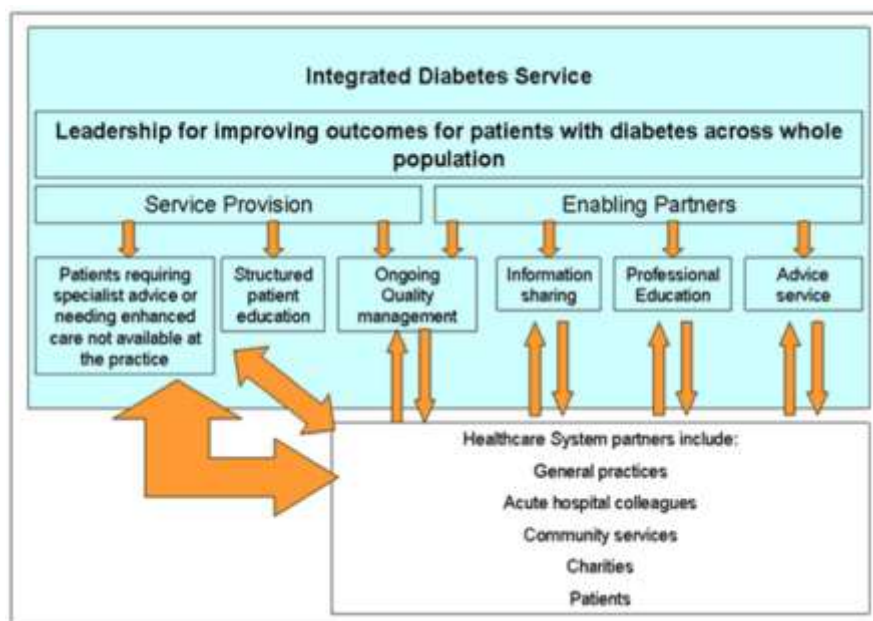 Integrated Diabetes Service
Leadership for improving outcomes for patients with diabetes across whole
population
Service Provision
Enabling Partners
Patients requiring
specialist advice or
needing enhanced
care not available at
the practice
Structured
patient
education
Ongoing
Quality
management
Information
sharing
Professional
Education
Advice
service
Healthcare System partners include:
General practices
Acute hospital colleagues
Community services
Charities
Patients